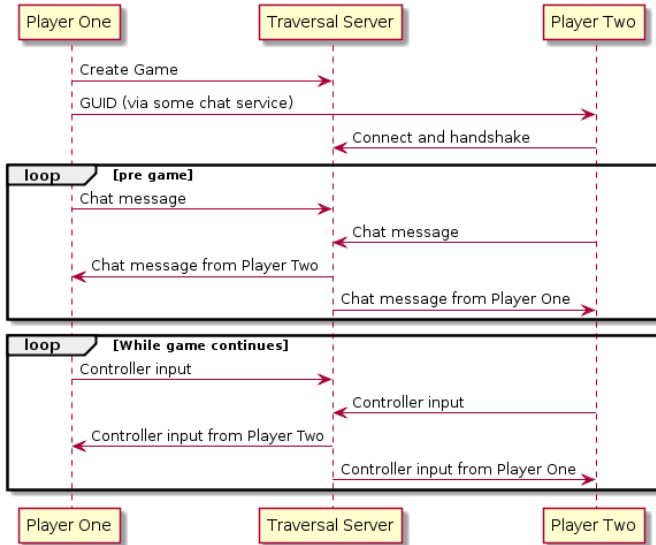 Player One
Traversal Server
Player Two
Create Game
GUID (via some chat service)
Connect and handshake
loop
[pre game]
Chat message
Chat message
Chat message from Player Two
Chat message from Player One
loop
[While game continues]
Controller input
Controller input
Controller input from Player Two
Controller input from Player One
Player One
Traversal Server
Player Two